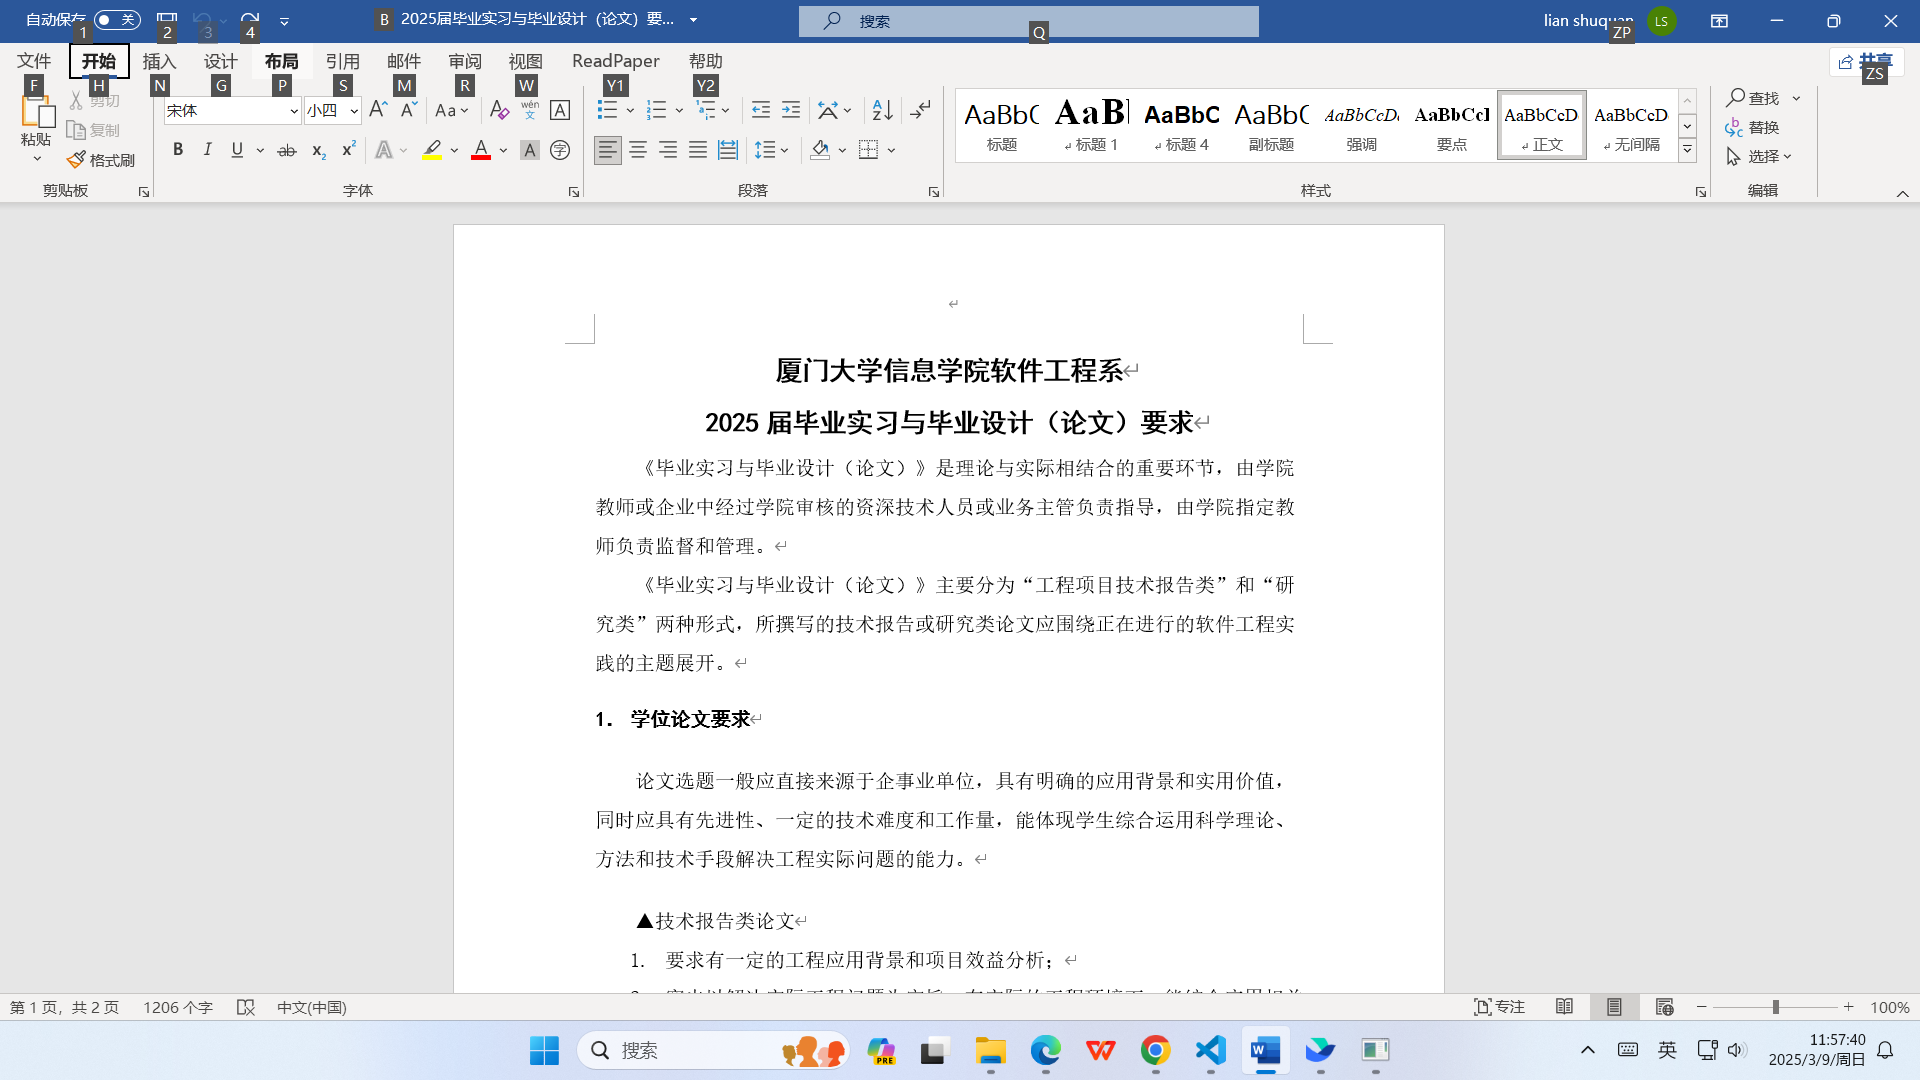 自动保存 关 2025届毕业实习与毕业设计（论文）要... 搜索 lian shuquan LS
1 2 3 4 B Q ZP
文件 开始 插入 设计 布局 引用 邮件 审阅 视图 ReadPaper 帮助 共享
F H N G P S M R W Y1 Y2 ZS
粘贴 剪切 复制 格式刷
剪贴板
宋体 小四 Aa wén 文 A
B I U ab x₂ x² A A A 字
字体
段落
AaBbC AaBl AaBbC AaBbC AaBbCcD AaBbCcI AaBbCcD AaBbCcD
标题 标题 1 标题 4 副标题 强调 要点 正文 无间隔
样式
查找
替换
选择
编辑
厦门大学信息学院软件工程系
2025 届毕业实习与毕业设计（论文）要求
《毕业实习与毕业设计（论文）》是理论与实际相结合的重要环节，由学院
教师或企业中经过学院审核的资深技术人员或业务主管负责指导，由学院指定教
师负责监督和管理。
《毕业实习与毕业设计（论文）》主要分为“工程项目技术报告类”和“研
究类”两种形式，所撰写的技术报告或研究类论文应围绕正在进行的软件工程实
践的主题展开。
1. 学位论文要求
论文选题一般应直接来源于企事业单位，具有明确的应用背景和实用价值，
同时应具有先进性、一定的技术难度和工作量，能体现学生综合运用科学理论、
方法和技术手段解决工程实际问题的能力。
▲技术报告类论文
1. 要求有一定的工程应用背景和项目效益分析；
第 1 页，共 2 页 1206 个字 中文(中国) 专注 100%
搜索 PRE 英 11:57:40
2025/3/9/周日